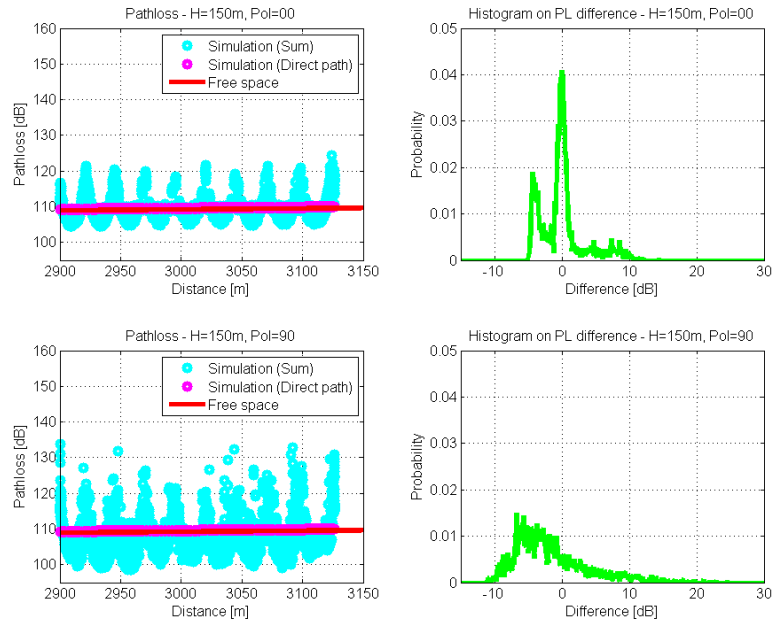 Pathloss - H=150m, Pol=00
160
150
140
130
120
110
100
Pathloss [dB]
Simulation (Sum)
Simulation (Direct path)
Free space
2900 2950 3000 3050 3100 3150
Distance [m]
Histogram on PL difference - H=150m, Pol=00
0.05
0.04
0.03
0.02
0.01
0
Probability
-10 0 10 20 30
Difference [dB]
Pathloss - H=150m, Pol=90
160
150
140
130
120
110
100
Pathloss [dB]
Simulation (Sum)
Simulation (Direct path)
Free space
2900 2950 3000 3050 3100 3150
Distance [m]
Histogram on PL difference - H=150m, Pol=90
0.05
0.04
0.03
0.02
0.01
0
Probability
-10 0 10 20 30
Difference [dB]